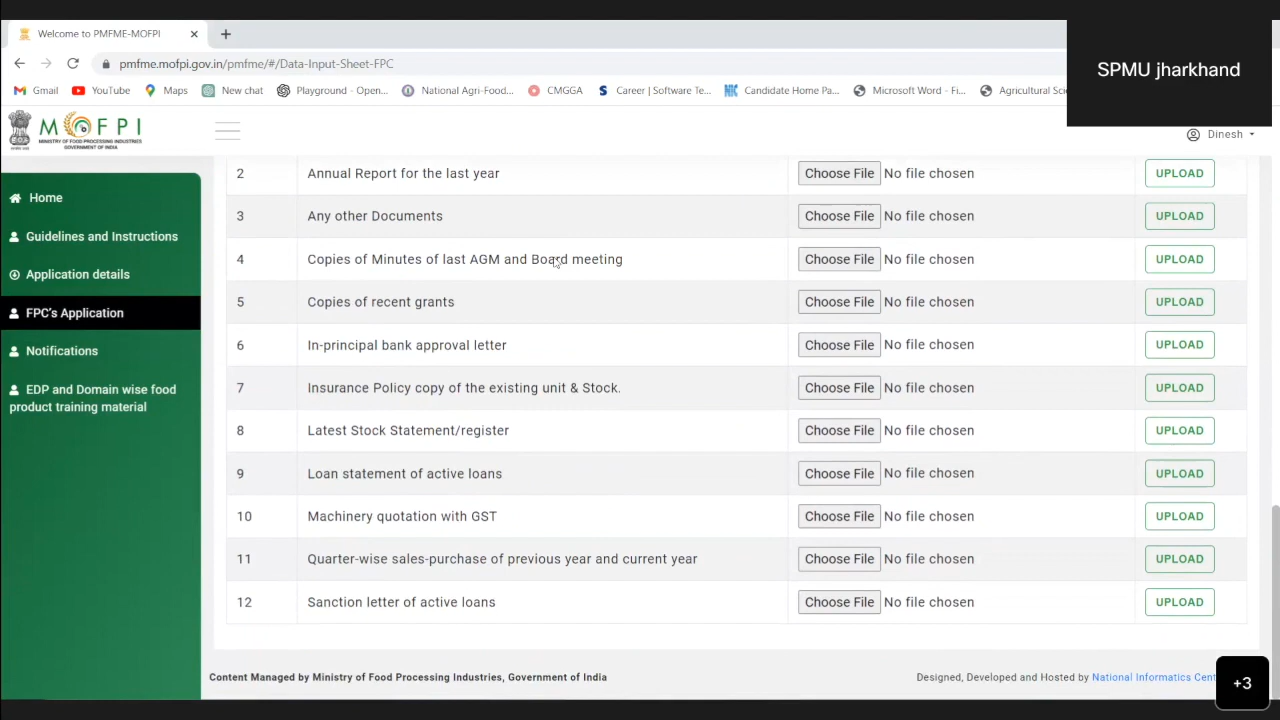 Welcome to PMFME-MOFPI
pmfme.mofpi.gov.in/pmfme/#/Data-Input-Sheet-FPC
SPMU jharkhand
Gmail YouTube Maps New chat Playground - Open... National Agri-Food... CMGGA Career | Software Te... Candidate Home Pa... Microsoft Word - Fi... Agricultural Sci
MOFPI
MINISTRY OF FOOD PROCESSING INDUSTRIES
GOVERNMENT OF INDIA
Dinesh
Home
Guidelines and Instructions
Application details
FPC's Application
Notifications
EDP and Domain wise food
product training material
2 Annual Report for the last year Choose File No file chosen UPLOAD
3 Any other Documents Choose File No file chosen UPLOAD
4 Copies of Minutes of last AGM and Board meeting Choose File No file chosen UPLOAD
5 Copies of recent grants Choose File No file chosen UPLOAD
6 In-principal bank approval letter Choose File No file chosen UPLOAD
7 Insurance Policy copy of the existing unit & Stock. Choose File No file chosen UPLOAD
8 Latest Stock Statement/register Choose File No file chosen UPLOAD
9 Loan statement of active loans Choose File No file chosen UPLOAD
10 Machinery quotation with GST Choose File No file chosen UPLOAD
11 Quarter-wise sales-purchase of previous year and current year Choose File No file chosen UPLOAD
12 Sanction letter of active loans Choose File No file chosen UPLOAD
Content Managed by Ministry of Food Processing Industries, Government of India
Designed, Developed and Hosted by National Informatics Cent
+3